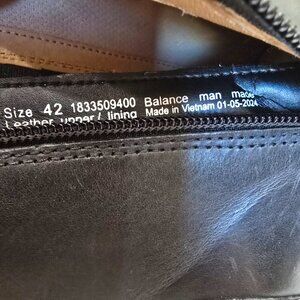 Size 42 1833509400 Balance man made
Leather upper / lining Made in Vietnam 01-05-2024